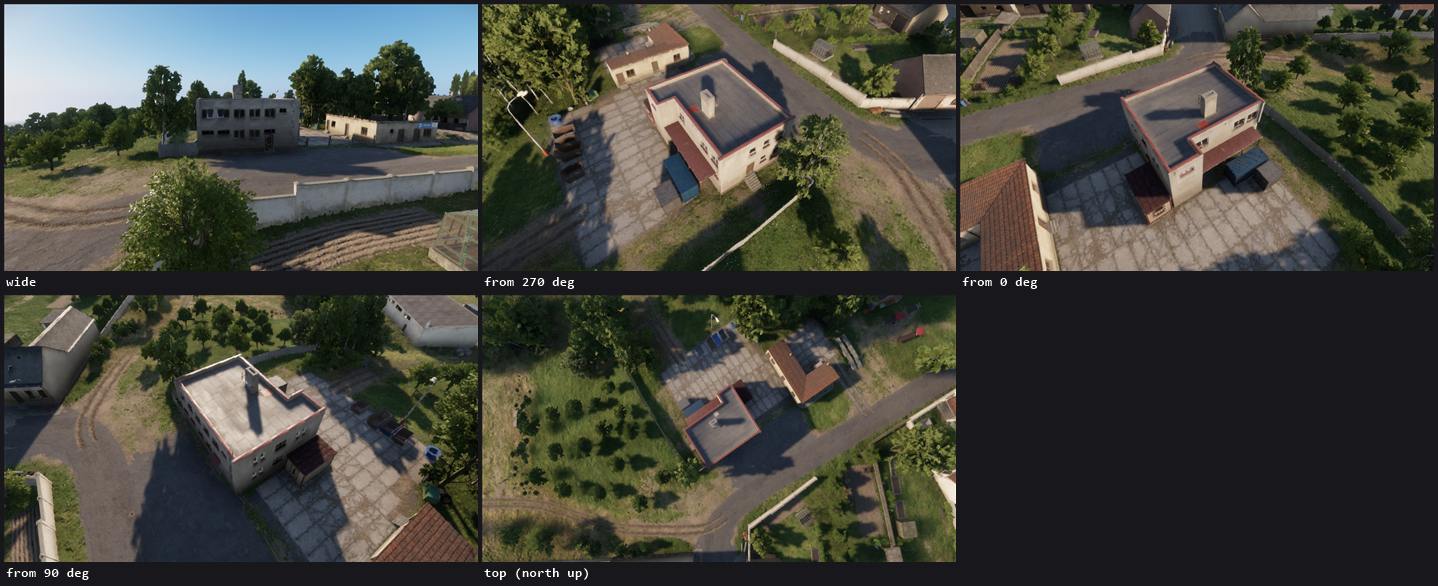 wide
from 270 deg
from 0 deg
from 90 deg
top (north up)